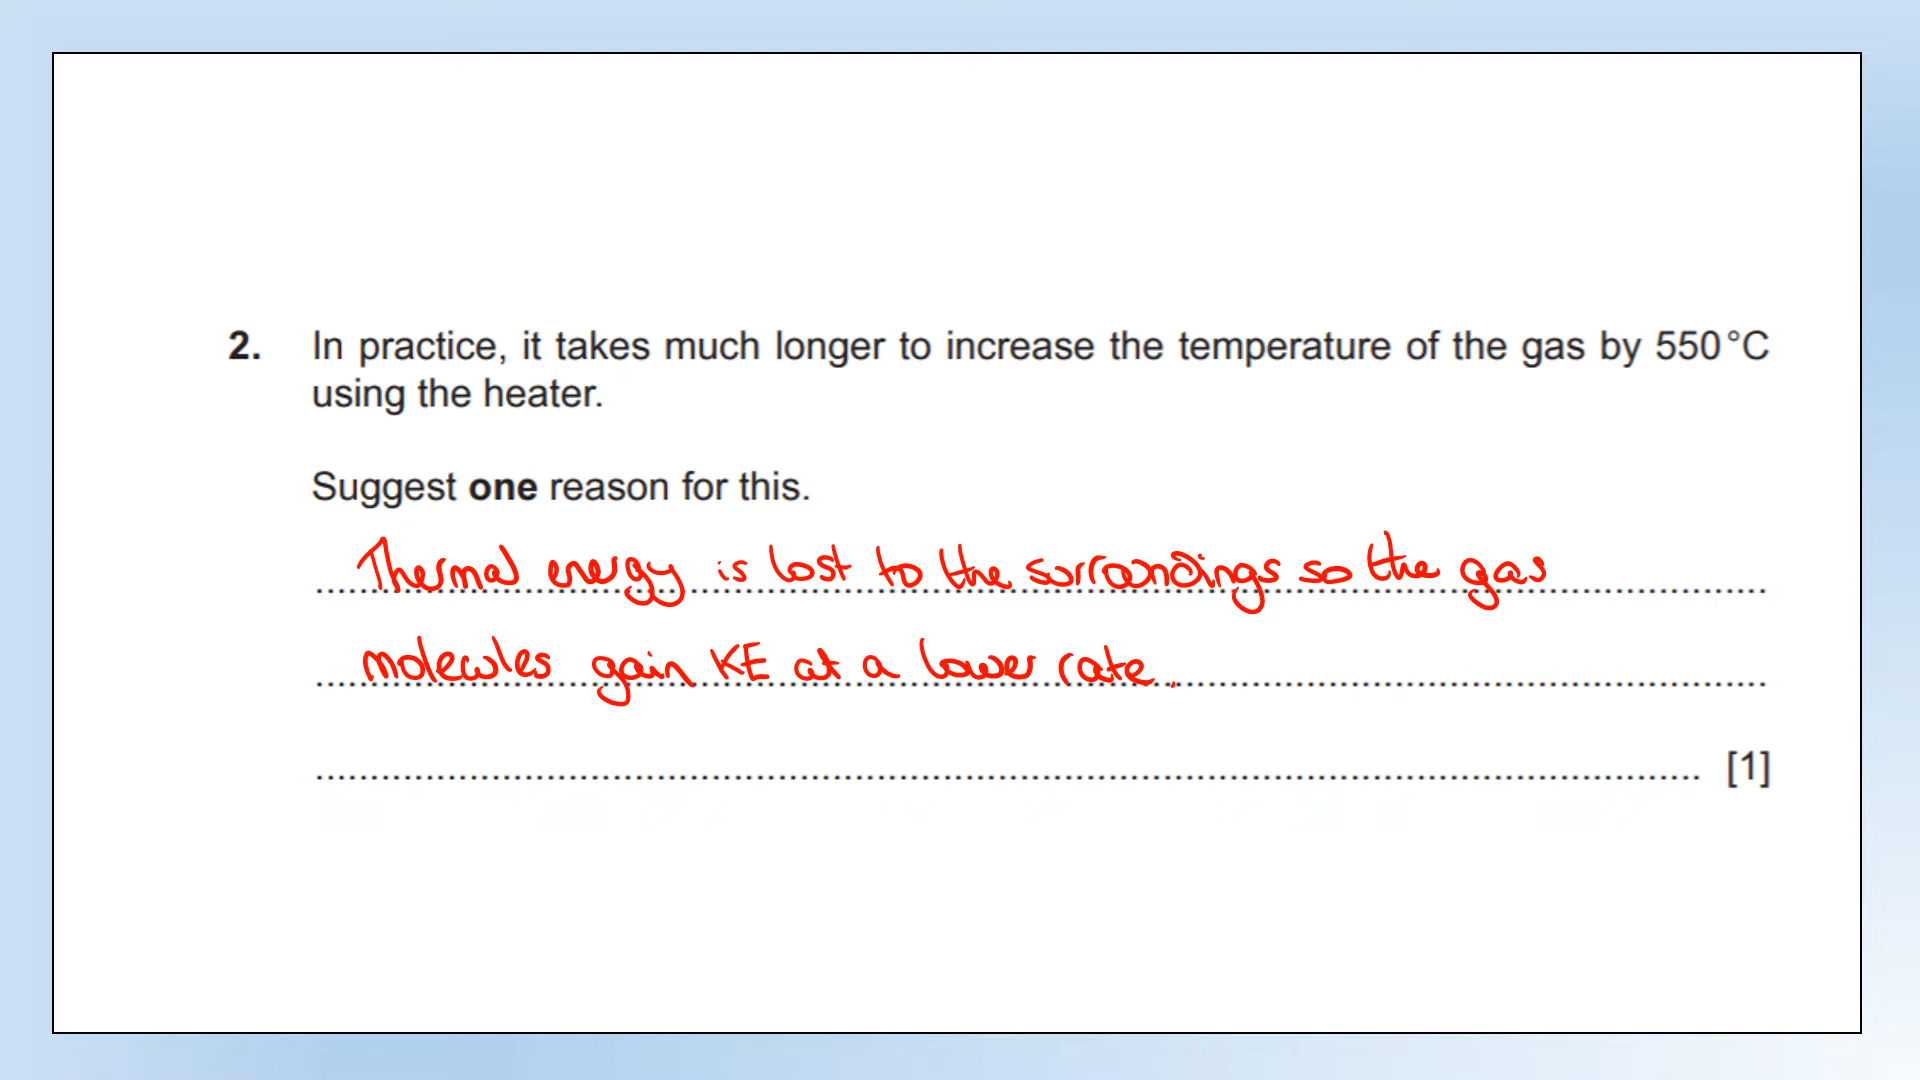 2. In practice, it takes much longer to increase the temperature of the gas by 550 °C
using the heater.
Suggest one reason for this.
Thermal energy is lost to the surroundings so the gas
molecules gain KE at a lower rate.
[1]